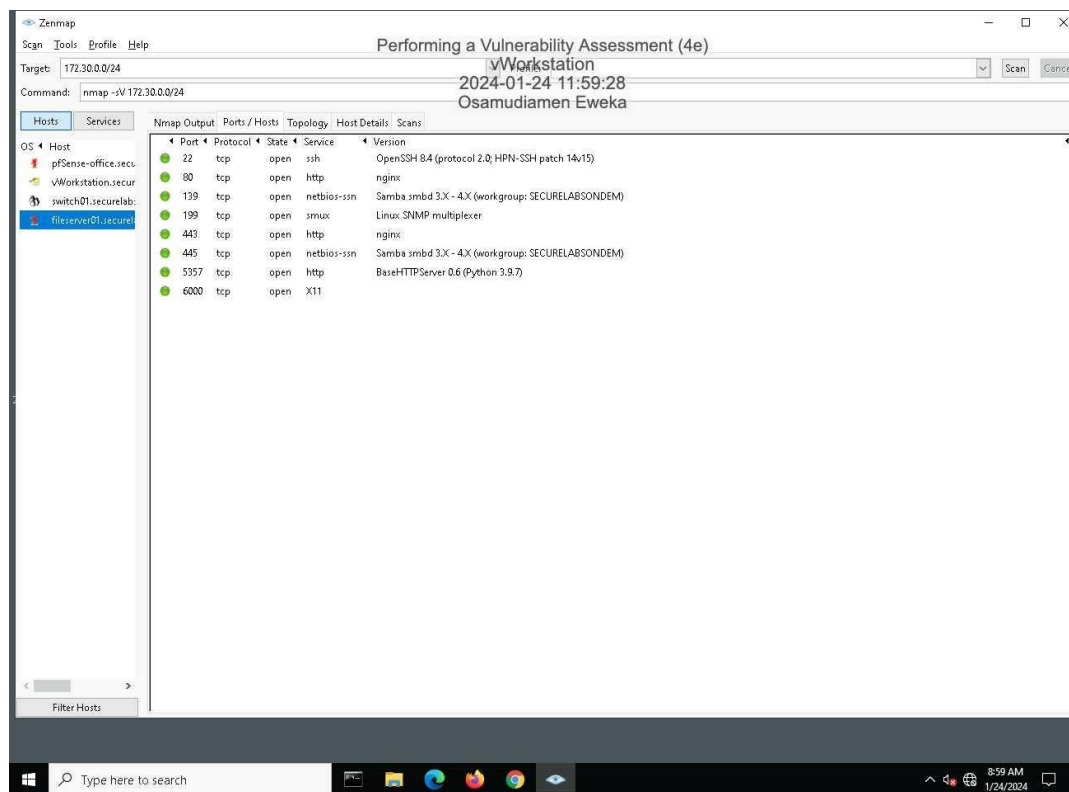 Zenmap
Scan Tools Profile Help
Performing a Vulnerability Assessment (4e)
Target: 172.30.0.0/24
vWorkstation
Scan
2024-01-24 11:59:28
Command: nmap -sV 172.30.0.0/24
Osamudiamen Eweka
Hosts Services
Nmap Output Ports / Hosts Topology Host Details Scans
OS Host
Port Protocol State Service Version
pfSense-office.secu
vWorkstation.secur
switch01.securelab:
fileserver01.securel
22 tcp open ssh OpenSSH 8.4 (protocol 2.0; HPN-SSH patch 14v15)
80 tcp open http nginx
139 tcp open netbios-ssn Samba smbd 3.X - 4.X (workgroup: SECURELABSONDEM)
199 tcp open smux Linux SNMP multiplexer
443 tcp open http nginx
445 tcp open netbios-ssn Samba smbd 3.X - 4.X (workgroup: SECURELABSONDEM)
5357 tcp open http BaseHTTPServer 0.6 (Python 3.9.7)
6000 tcp open X11
Filter Hosts
Type here to search
8:59 AM
1/24/2024